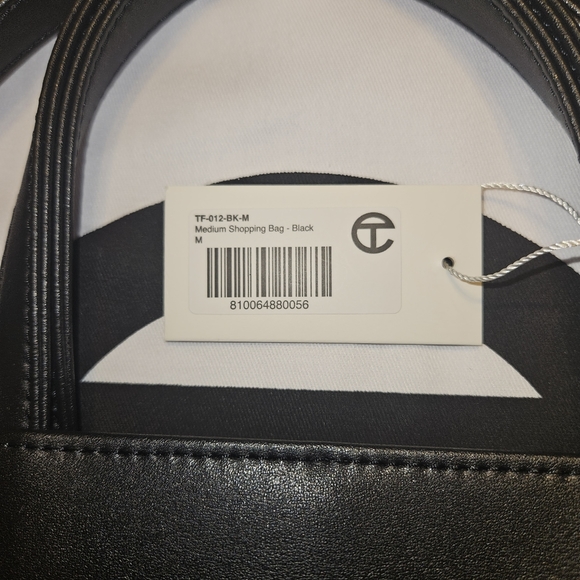 TF-012-BK-M
Medium Shopping Bag - Black
M
810064880056